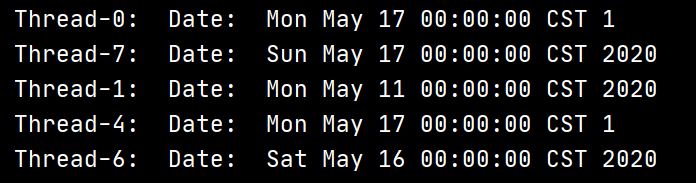 Thread-0:  Date:  Mon May 17 00:00:00 CST 1
Thread-7:  Date:  Sun May 17 00:00:00 CST 2020
Thread-1:  Date:  Mon May 11 00:00:00 CST 2020
Thread-4:  Date:  Mon May 17 00:00:00 CST 1
Thread-6:  Date:  Sat May 16 00:00:00 CST 2020